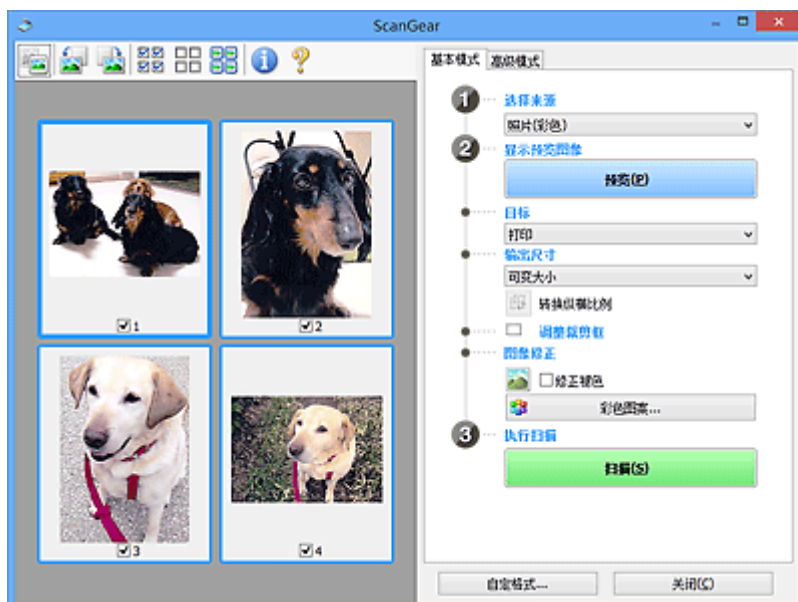 ScanGear
基本模式 高级模式
1
选择来源
照片(彩色)
2
显示预览图像
预览(P)
目标
打印
输出尺寸
可变大小
转换纵横比例
调整裁剪框
图像修正
修正褪色
彩色图案...
3
执行扫描
扫描(S)
1
2
3
4
自定格式...
关闭(C)